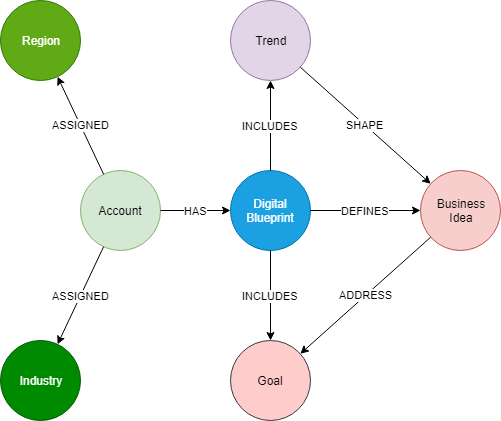 Region
Trend
ASSIGNED
INCLUDES
SHAPE
Account
HAS
Digital
Blueprint
DEFINES
Business
Idea
ASSIGNED
INCLUDES
ADDRESS
Industry
Goal